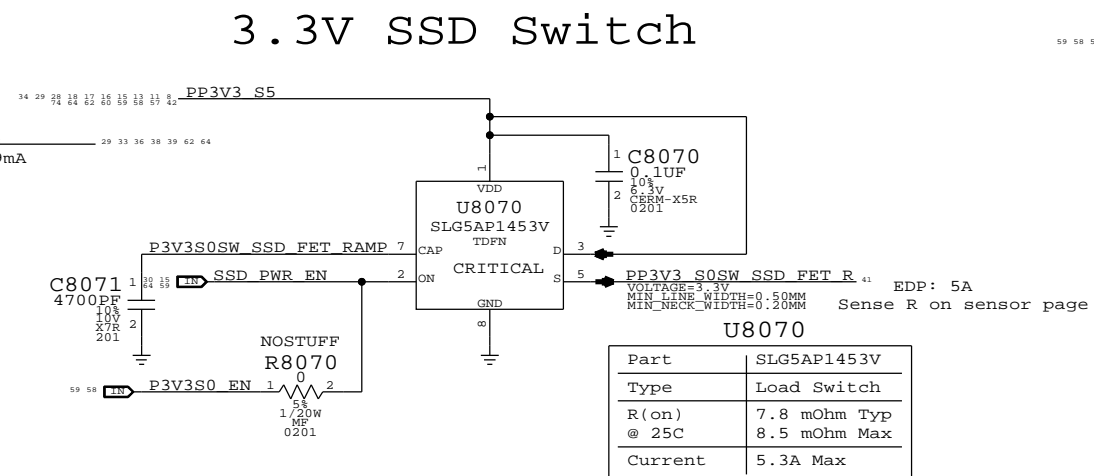 3.3V SSD Switch
59 58 5
34 29 28 18 17 16 15 13 11 8
74 64 62 60 59 58 57 42
PP3V3_S5
29 33 36 38 39 62 64
mA
1
C8070
0.1UF
10%
6.3V
CERM-X5R
0201
1
2
VDD
U8070
SLG5AP1453V
TDFN
P3V3S0SW_SSD_FET_RAMP 7 CAP
D 3
CRITICAL
C8071
4700PF
10%
10V
X7R
201
1
2
30 15
64 59
IN SSD_PWR_EN 2 ON
S 5 PP3V3_S0SW_SSD_FET_R 41
VOLTAGE=3.3V
MIN_LINE_WIDTH=0.50MM
MIN_NECK_WIDTH=0.20MM
EDP: 5A
Sense R on sensor page
GND
8
NOSTUFF
R8070
0
59 58 IN P3V3S0_EN 1 2
5%
1/20W
MF
0201
U8070
Part SLG5AP1453V
Type Load Switch
R(on) 7.8 mOhm Typ
@ 25C 8.5 mOhm Max
Current 5.3A Max